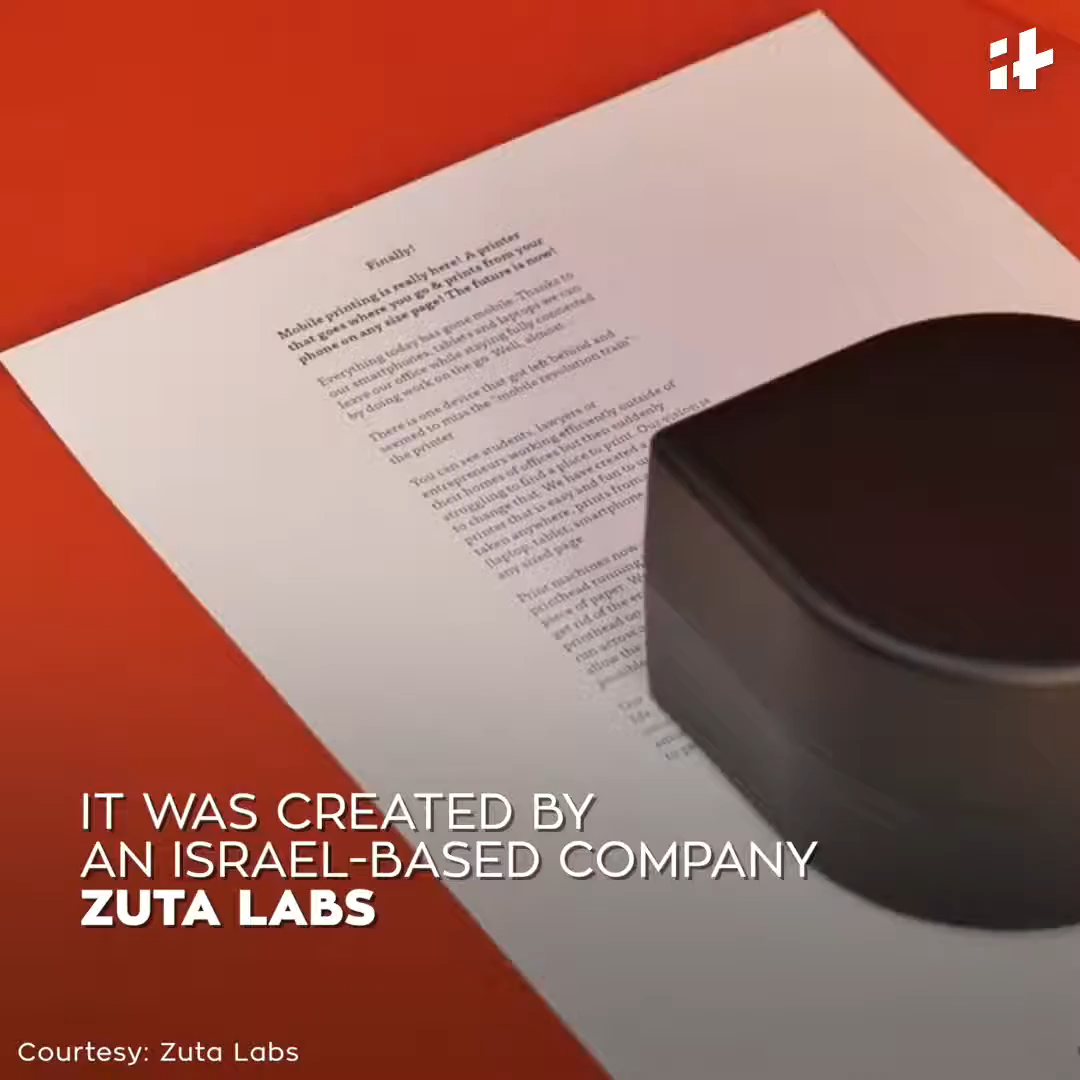 Finally!
Mobile printing is really here! A printer
that goes where you go & prints from your
phone on any size page! The future is now!
Everything today has gone mobile. Thanks to
our smartphones, tablets and laptops we can
leave our office while staying fully connected
by doing work on the go. Well, almost.
There is one device that got left behind and
seemed to miss the "mobile revolution train".
the printer
You can see students, lawyers or
entrepreneurs working efficiently outside of
their homes of offices but then suddenly
struggling to find a place to print. Our vision is
to change that. We have created a
printer that is easy and fun to
taken anywhere, prints from
(laptop, tablet, smartphone
any sized page
Print machines now
printhead running
piece of paper.
get rid of the
printhead on
run across
allow the
possible
Our
life
to
IT WAS CREATED BY
AN ISRAEL-BASED COMPANY
ZUTA LABS
Courtesy: Zuta Labs